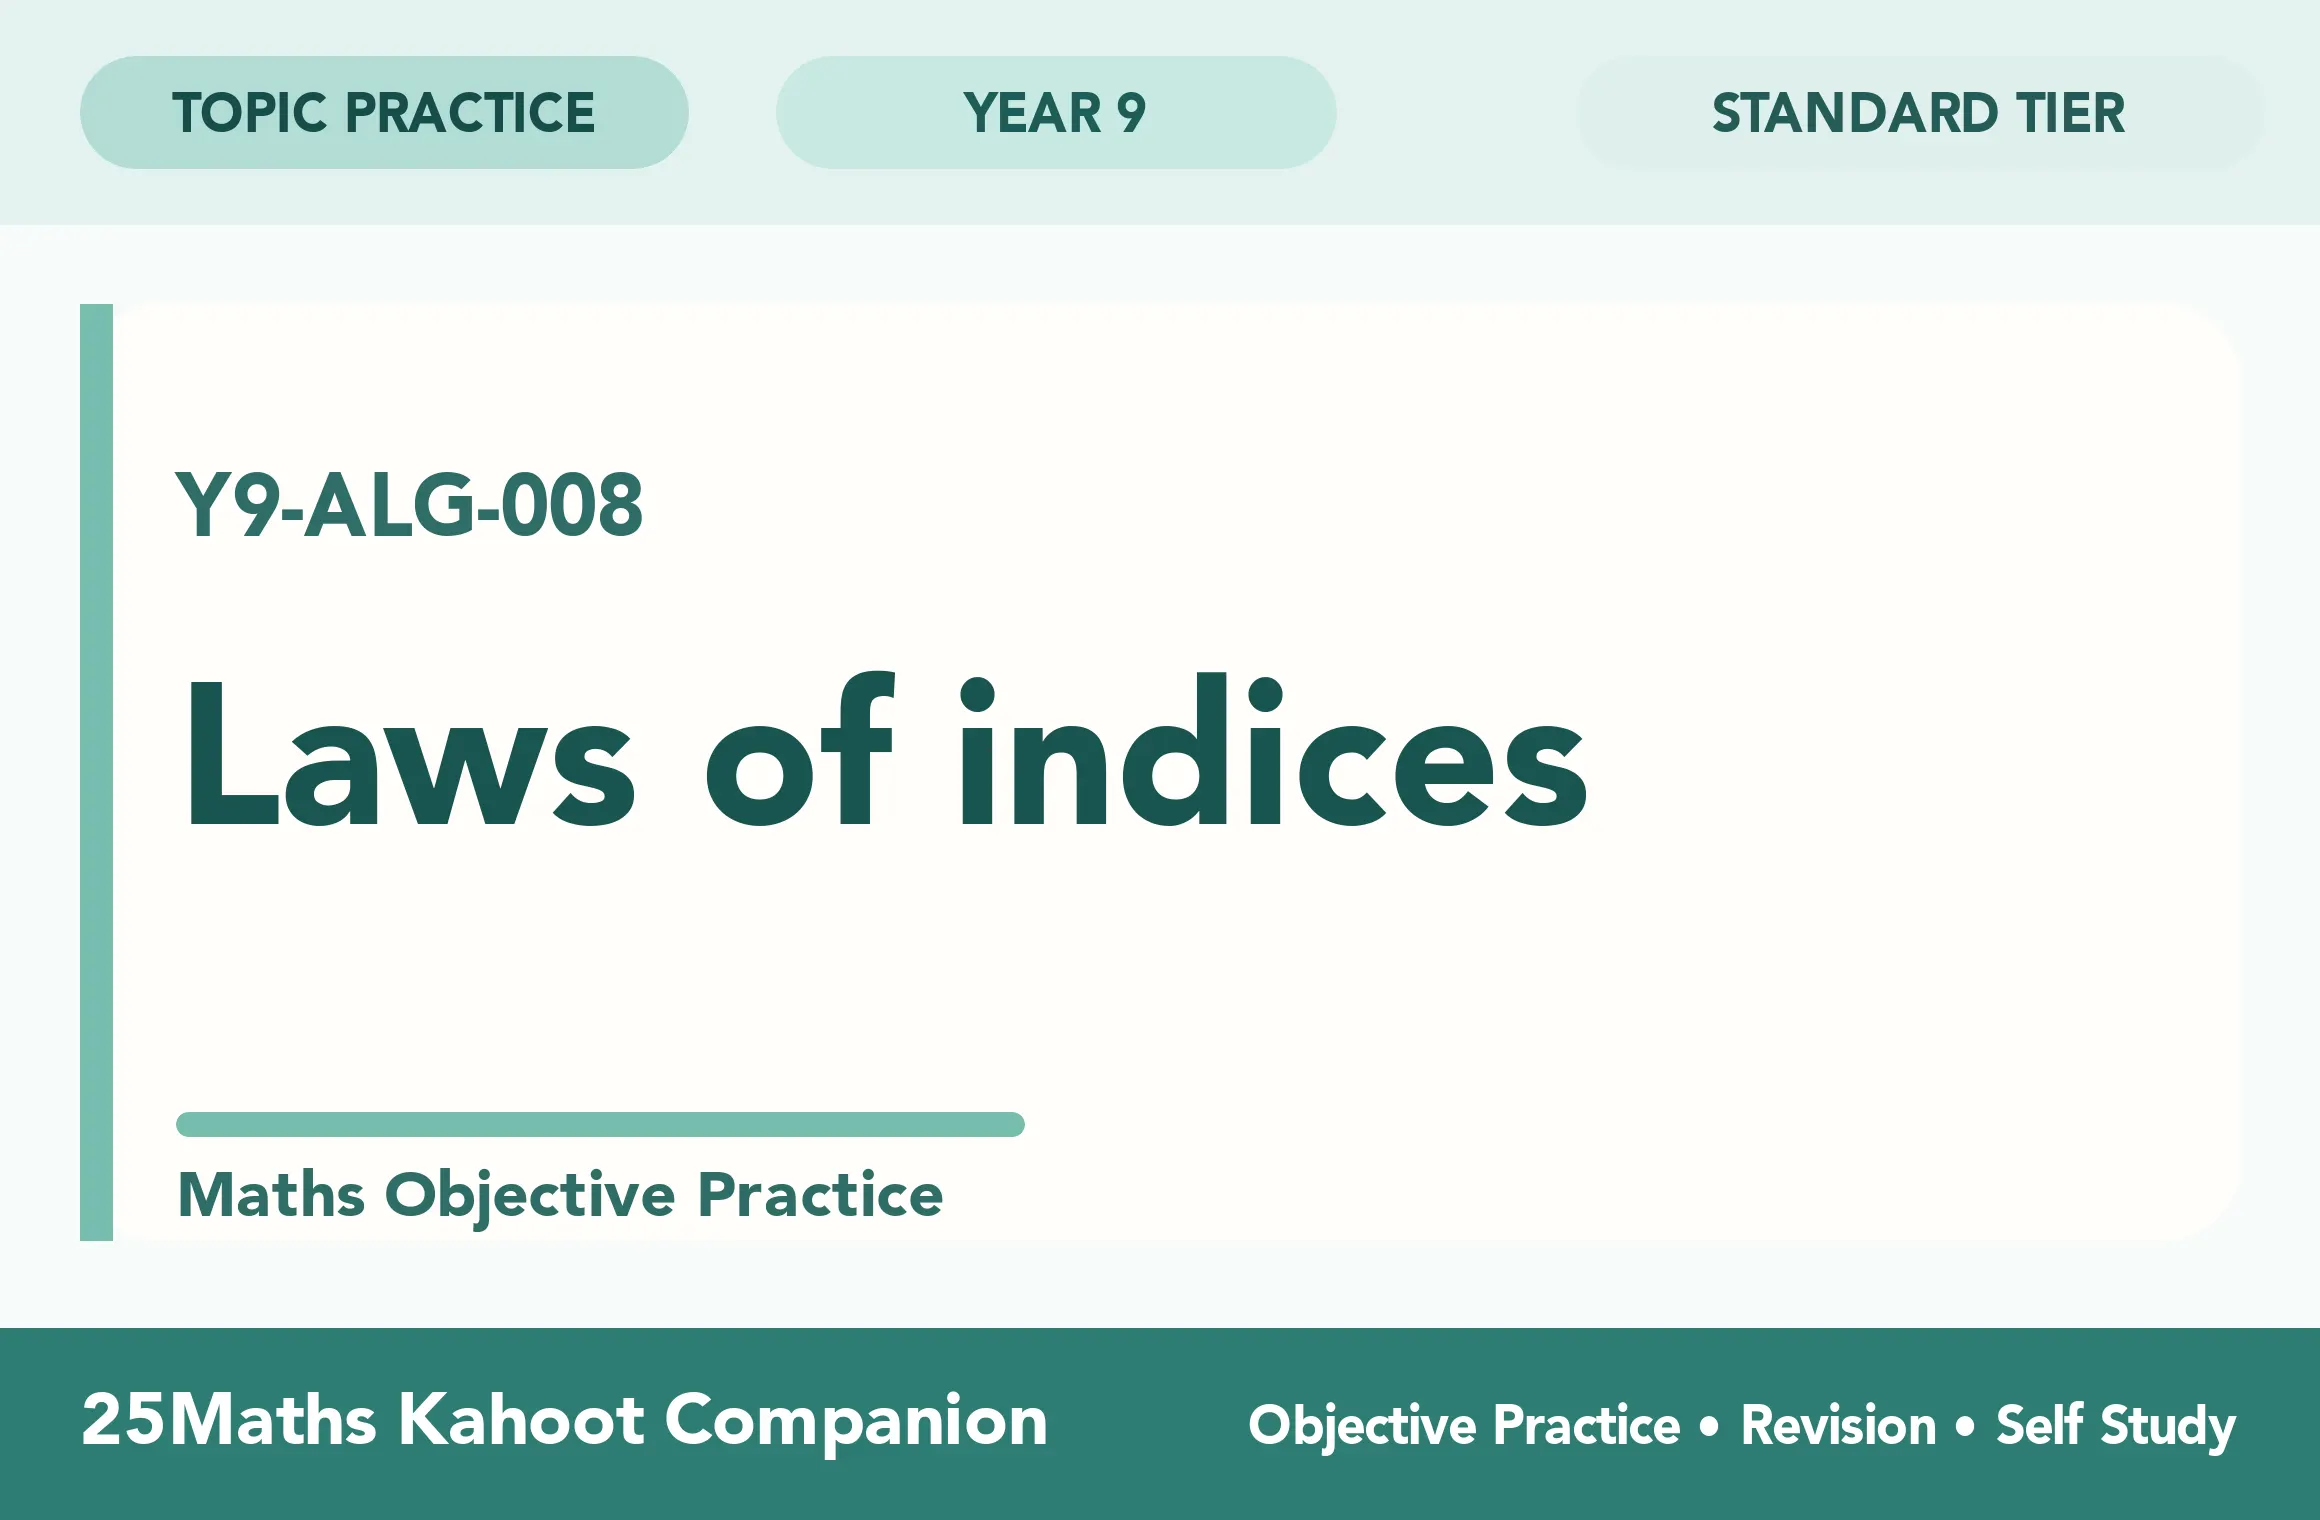 TOPIC PRACTICE
YEAR 9
STANDARD TIER
Y9-ALG-008
Laws of indices
Maths Objective Practice
25Maths Kahoot Companion
Objective Practice • Revision • Self Study